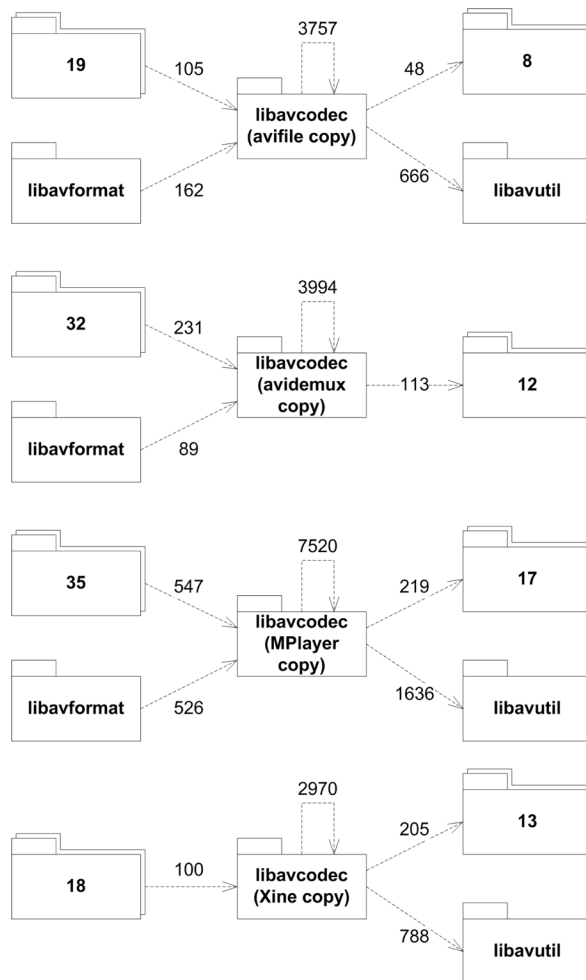 3757
19
105
48
8
libavcodec
(avifile copy)
libavformat
162
666
libavutil
3994
32
231
libavcodec
(avidemux
copy)
113
12
libavformat
89
7520
35
547
219
17
libavcodec
(MPlayer
copy)
libavformat
526
1636
libavutil
2970
13
205
18
100
libavcodec
(Xine copy)
788
libavutil